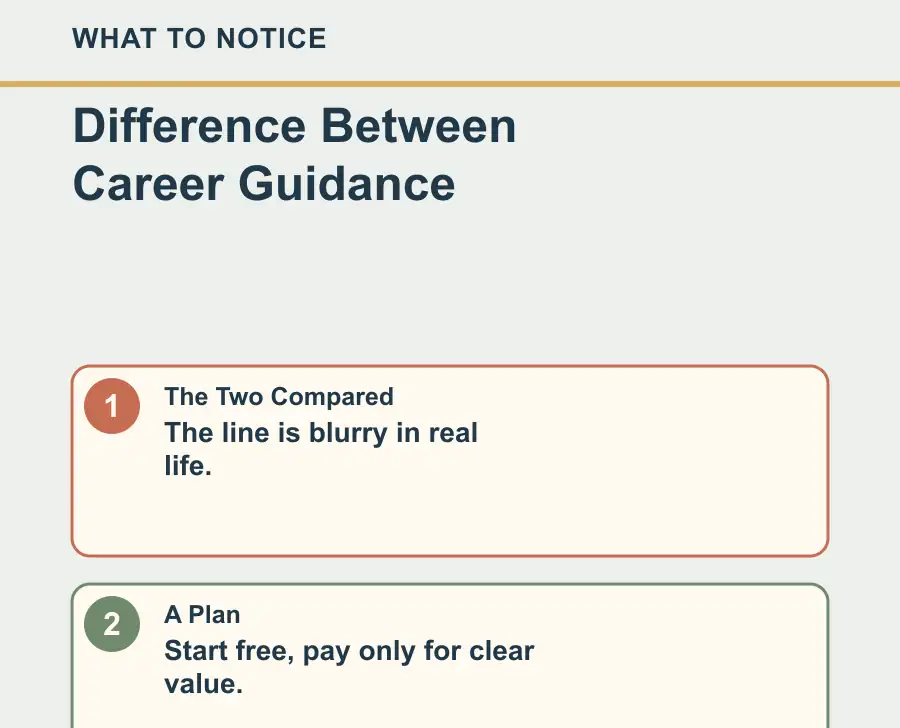 WHAT TO NOTICE
Difference Between
Career Guidance
1
The Two Compared
The line is blurry in real
life.
2
A Plan
Start free, pay only for clear
value.